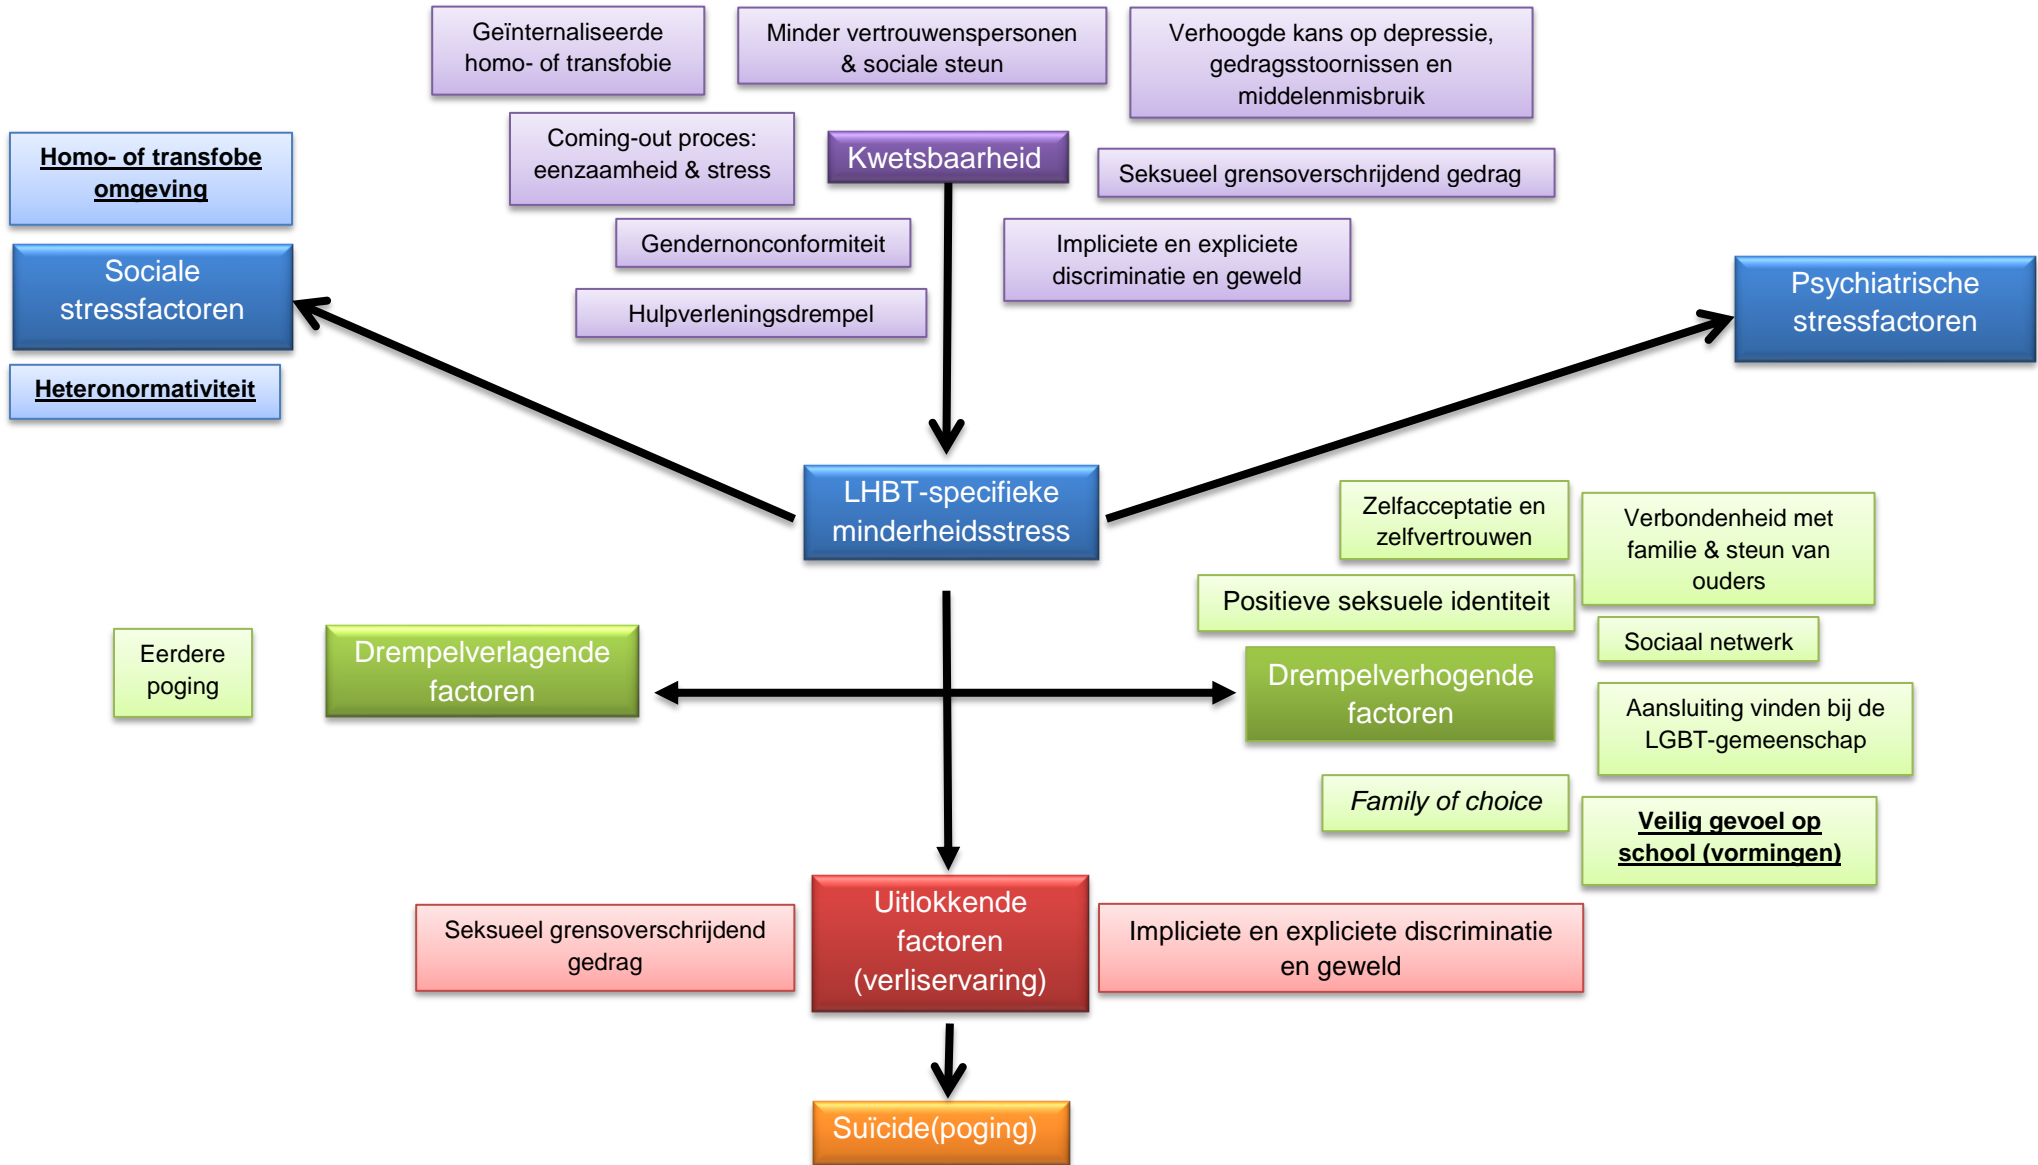 Geïnternaliseerde
homo- of transfobie
Minder vertrouwenspersonen
& sociale steun
Verhoogde kans op depressie,
gedragsstoornissen en
middelenmisbruik
Coming-out proces:
eenzaamheid & stress
Kwetsbaarheid
Seksueel grensoverschrijdend gedrag
Homo- of transfobe
omgeving
Gendernonconformiteit
Impliciete en expliciete
discriminatie en geweld
Sociale
stressfactoren
Hulpverleningsdrempel
Psychiatrische
stressfactoren
Heteronormativiteit
LHBT-specifieke
minderheidsstress
Zelfacceptatie en
zelfvertrouwen
Verbondenheid met
familie & steun van
ouders
Positieve seksuele identiteit
Eerdere
poging
Drempelverlagende
factoren
Sociaal netwerk
Drempelverhogende
factoren
Aansluiting vinden bij de
LGBT-gemeenschap
Family of choice
Veilig gevoel op
school (vormingen)
Seksueel grensoverschrijdend
gedrag
Uitlokkende
factoren
(verliservaring)
Impliciete en expliciete discriminatie
en geweld
Suïcide(poging)